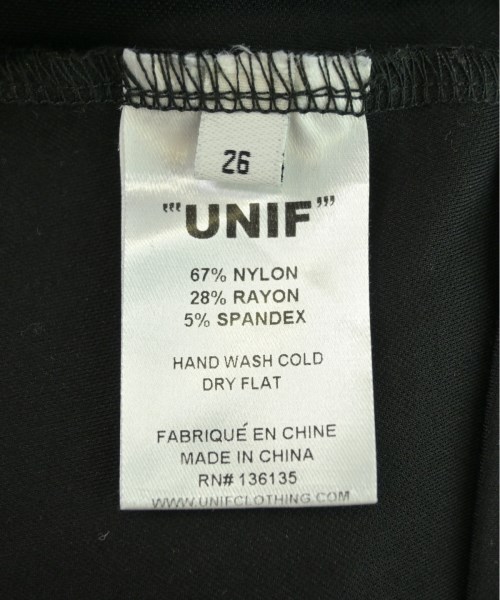 26
"'UNIF'"
67% NYLON
28% RAYON
5% SPANDEX
HAND WASH COLD
DRY FLAT
FABRIQUÉ EN CHINE
MADE IN CHINA
RN# 136135
WWW.UNIFCLOTHING.COM